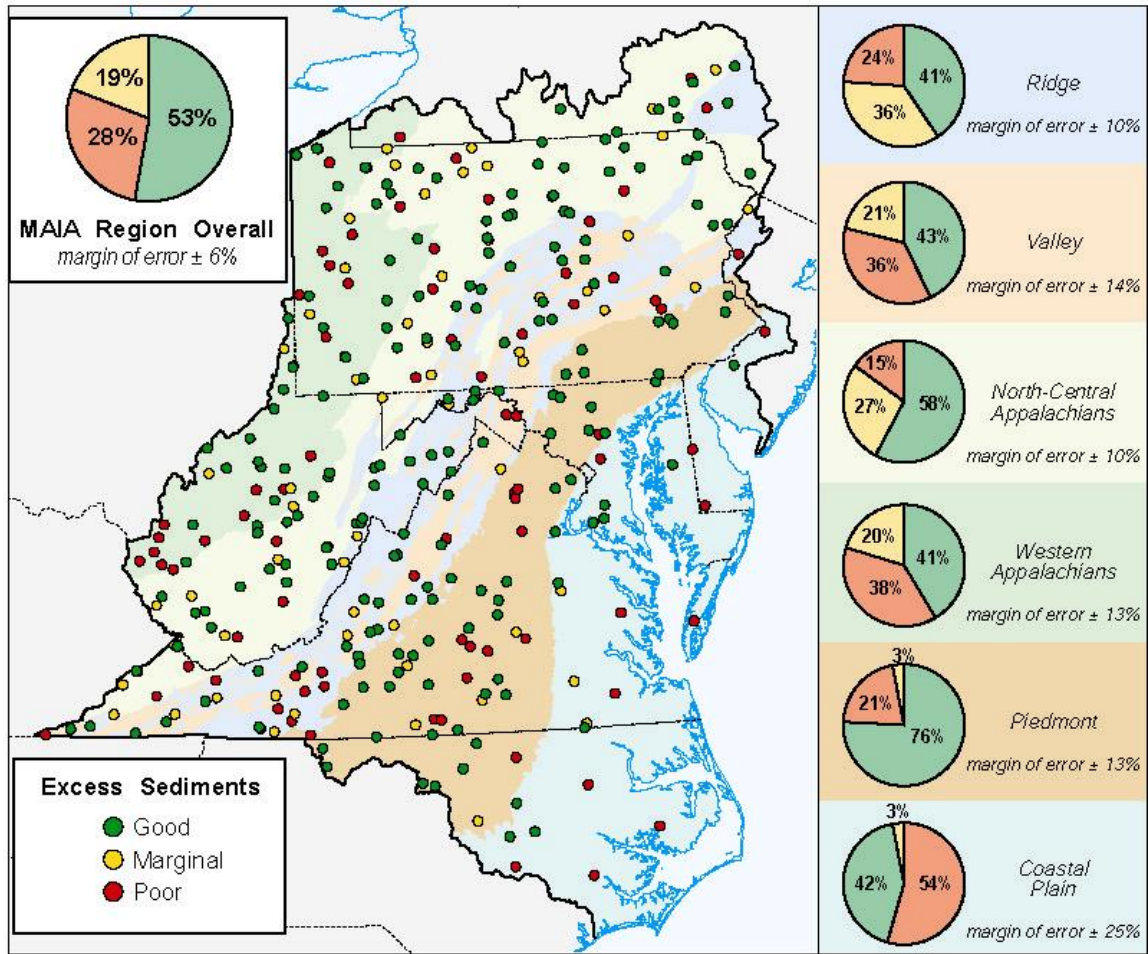 19%
53%
28%
MAIA Region Overall
margin of error ± 6%
Excess Sediments
Good
Marginal
Poor
24%
41%
36%
Ridge
margin of error ± 10%
21%
43%
36%
Valley
margin of error ± 14%
15%
27%
58%
North-Central
Appalachians
margin of error ± 10%
20%
41%
38%
Western
Appalachians
margin of error ± 13%
3%
21%
76%
Piedmont
margin of error ± 13%
3%
42%
54%
Coastal
Plain
margin of error ± 25%